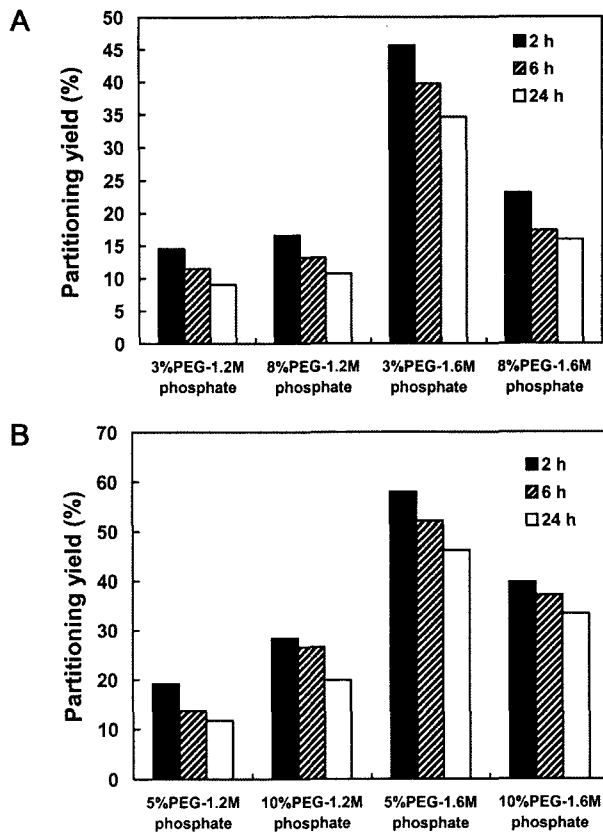 A
Partitioning yield (%)
50
45
40
35
30
25
20
15
10
5
0
2 h
6 h
24 h
3%PEG-1.2M phosphate
8%PEG-1.2M phosphate
3%PEG-1.6M phosphate
8%PEG-1.6M phosphate
B
Partitioning yield (%)
70
60
50
40
30
20
10
0
2 h
6 h
24 h
5%PEG-1.2M phosphate
10%PEG-1.2M phosphate
5%PEG-1.6M phosphate
10%PEG-1.6M phosphate